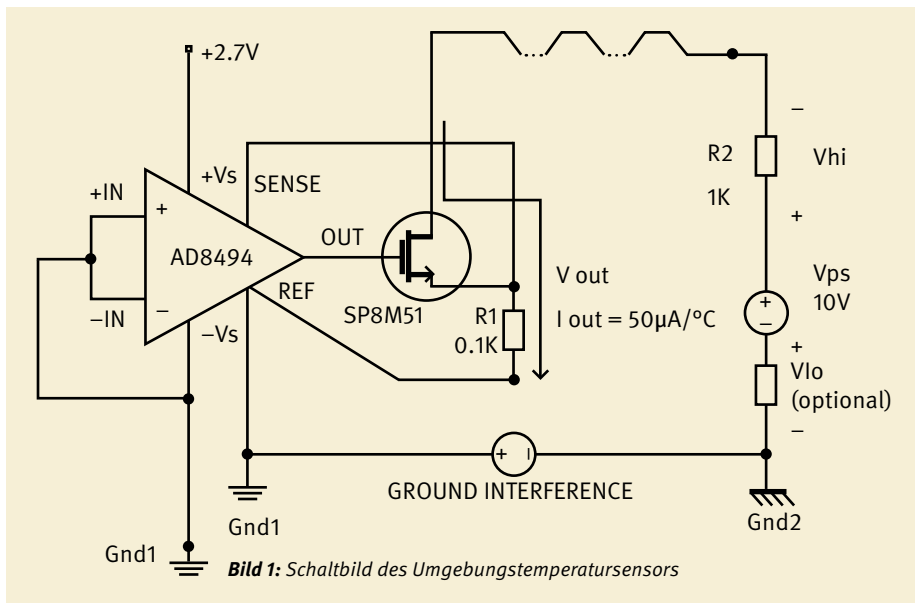 +2.7V
+Vs
SENSE
+IN
+
AD8494
OUT
−IN
−
−Vs
REF
SP8M51
R1
0.1K
V out
I out = 50µA/°C
−
R2
Vhi
1K
+
Vps
10V
+
−
+
Vlo
(optional)
−
+
−
GROUND INTERFERENCE
Gnd1
Gnd2
Gnd1
Bild 1: Schaltbild des Umgebungstemperatursensors